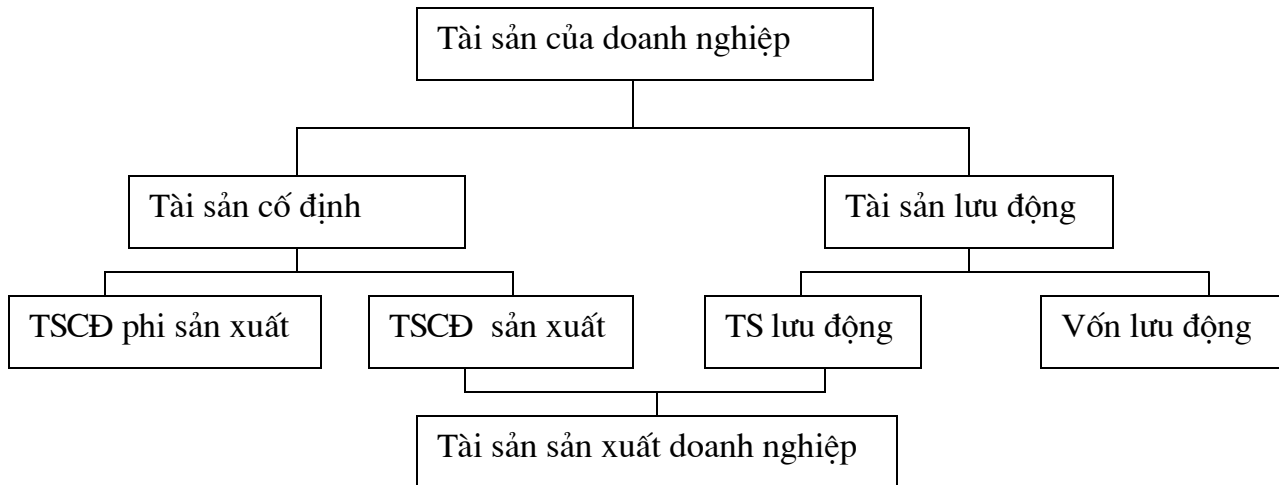 Tài sản của doanh nghiệp
Tài sản cố định
Tài sản lưu động
TSCĐ phi sản xuất
TSCĐ sản xuất
TS lưu động
Vốn lưu động
Tài sản sản xuất doanh nghiệp